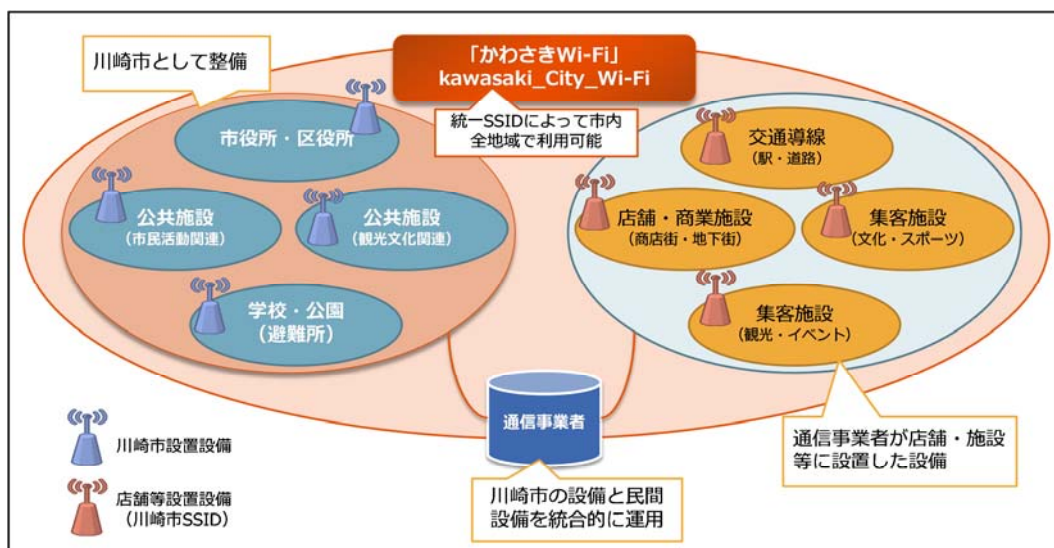 川崎市として整備
「かわさきWi-Fi」
kawasaki_City_Wi-Fi
統一SSIDによって市内
全地域で利用可能
市役所・区役所
公共施設
(市民活動関連)
公共施設
(観光文化関連)
学校・公園
(避難所)
交通導線
(駅・道路)
店舗・商業施設
(商店街・地下街)
集客施設
(文化・スポーツ)
集客施設
(観光・イベント)
通信事業者
川崎市設置設備
店舗等設置設備
(川崎市SSID)
川崎市の設備と民間
設備を統合的に運用
通信事業者が店舗・施設
等に設置した設備